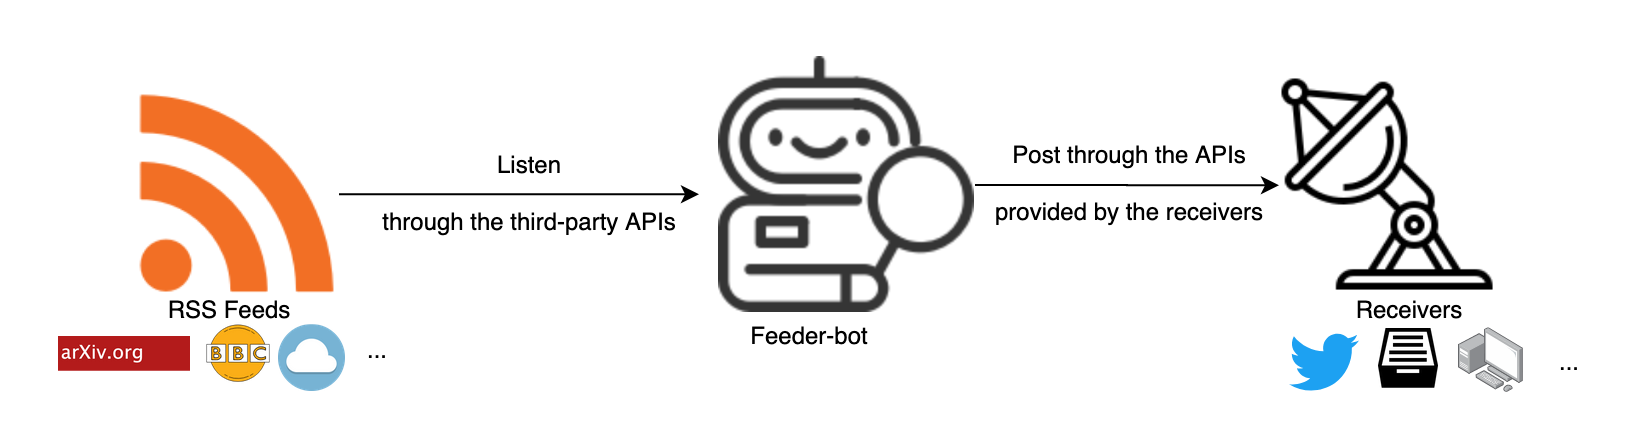 Listen
through the third-party APIs
Post through the APIs
provided by the receivers
RSS Feeds
Feeder-bot
Receivers
arXiv.org
BBC
...
...